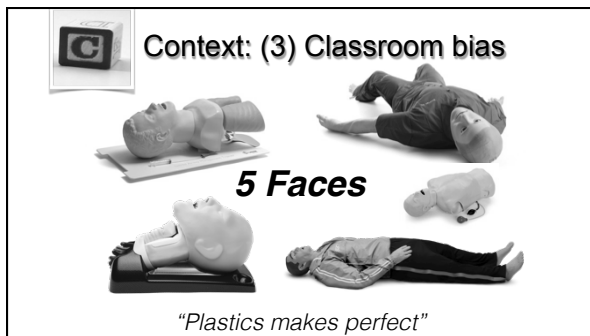 C
Context: (3) Classroom bias
5 Faces
“Plastics makes perfect”